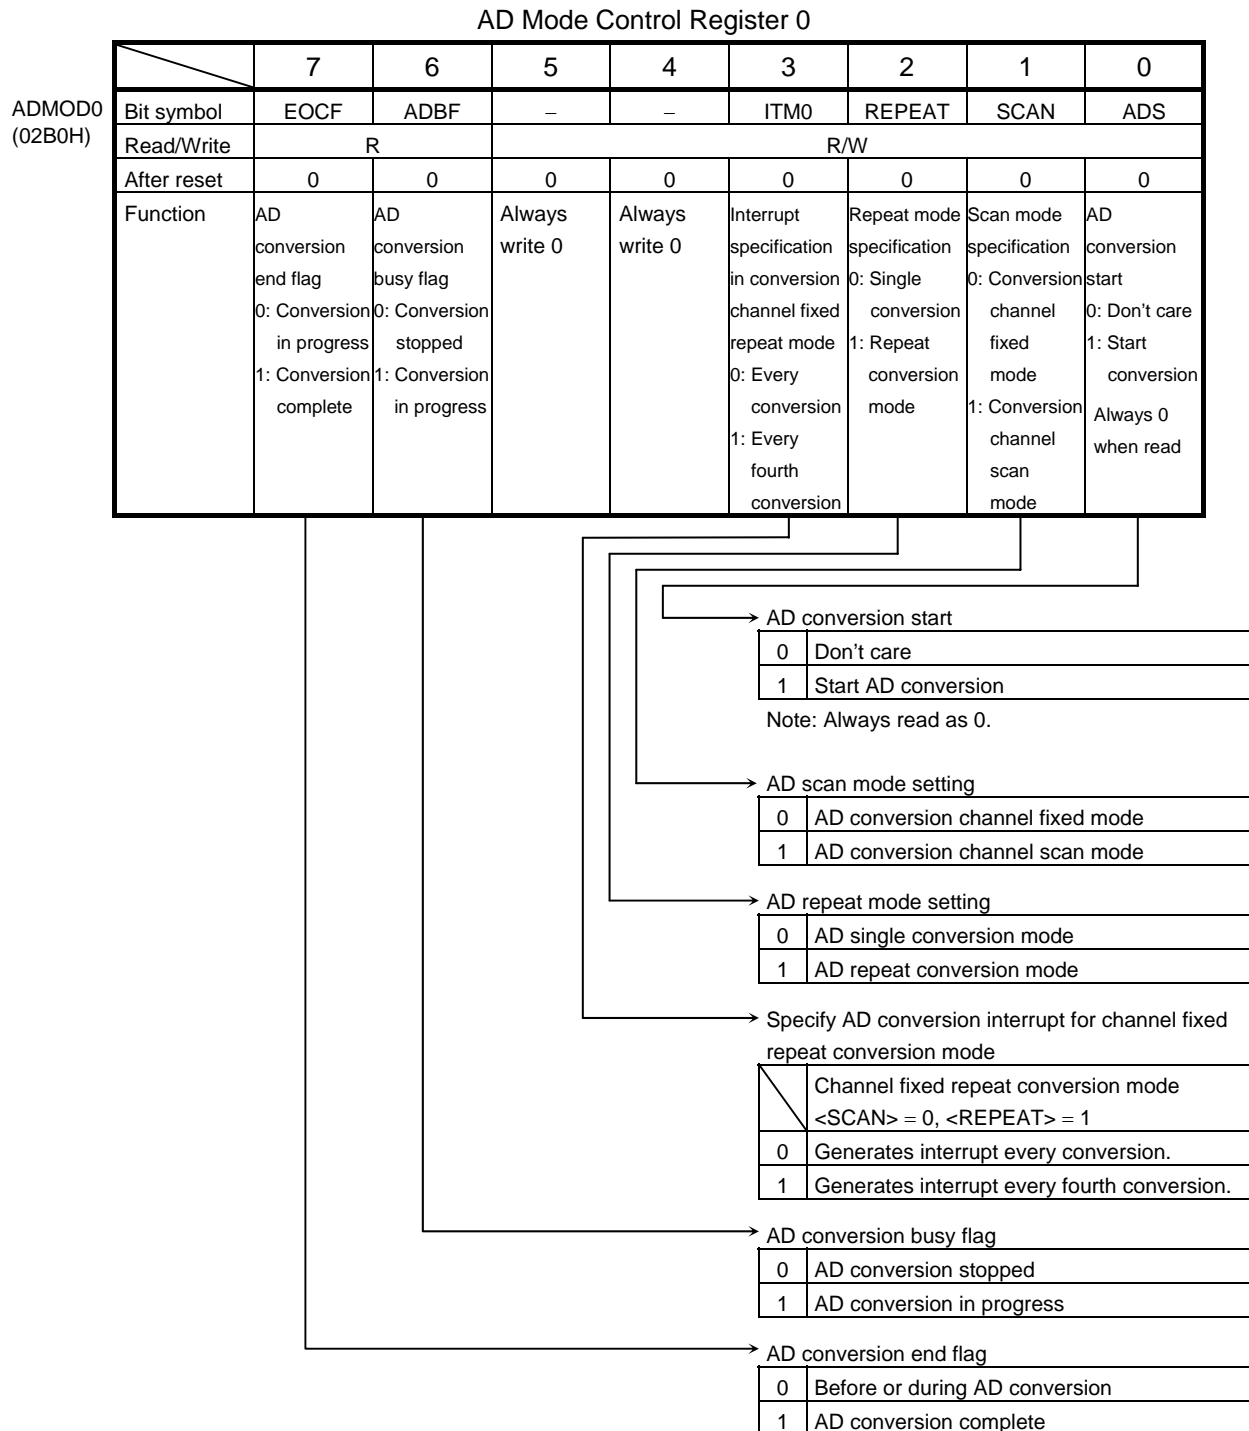 AD Mode Control Register 0
7 6 5 4 3 2 1 0
ADMOD0
(02B0H)
Bit symbol EOCF ADBF – – ITM0 REPEAT SCAN ADS
Read/Write R R/W
After reset 0 0 0 0 0 0 0 0
Function
AD
conversion
end flag
0: Conversion
in progress
1: Conversion
complete
AD
conversion
busy flag
0: Conversion
stopped
1: Conversion
in progress
Always
write 0
Always
write 0
Interrupt
specification
in conversion
channel fixed
repeat mode
0: Every
conversion
1: Every
fourth
conversion
Repeat mode
specification
0: Single
conversion
1: Repeat
conversion
mode
Scan mode
specification
0: Conversion
channel
fixed
mode
1: Conversion
channel
scan
mode
AD
conversion
start
0: Don't care
1: Start
conversion
Always 0
when read
AD conversion start
0 Don't care
1 Start AD conversion
Note: Always read as 0.
AD scan mode setting
0 AD conversion channel fixed mode
1 AD conversion channel scan mode
AD repeat mode setting
0 AD single conversion mode
1 AD repeat conversion mode
Specify AD conversion interrupt for channel fixed
repeat conversion mode
Channel fixed repeat conversion mode
<SCAN> = 0, <REPEAT> = 1
0 Generates interrupt every conversion.
1 Generates interrupt every fourth conversion.
AD conversion busy flag
0 AD conversion stopped
1 AD conversion in progress
AD conversion end flag
0 Before or during AD conversion
1 AD conversion complete